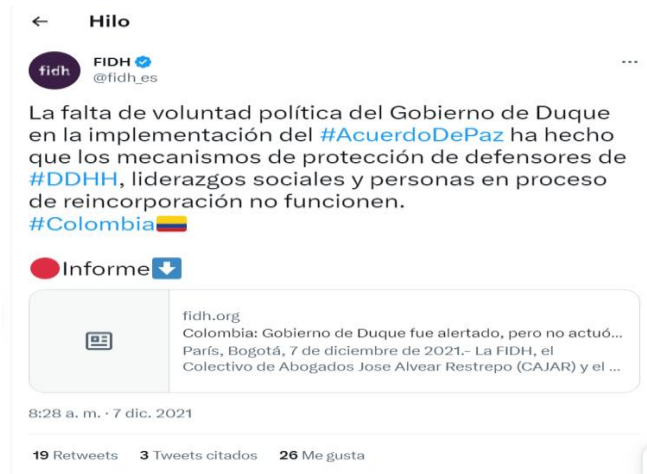 ← Hilo
fidh
FIDH
@fidh_es
La falta de voluntad política del Gobierno de Duque
en la implementación del #AcuerdoDePaz ha hecho
que los mecanismos de protección de defensores de
#DDHH, liderazgos sociales y personas en proceso
de reincorporación no funcionen.
#Colombia🇨🇴
🔴Informe⬇️
fidh.org
Colombia: Gobierno de Duque fue alertado, pero no actuó...
París, Bogotá, 7 de diciembre de 2021.- La FIDH, el
Colectivo de Abogados Jose Alvear Restrepo (CAJAR) y el ...
8:28 a. m. · 7 dic. 2021
19 Retweets 3 Tweets citados 26 Me gusta